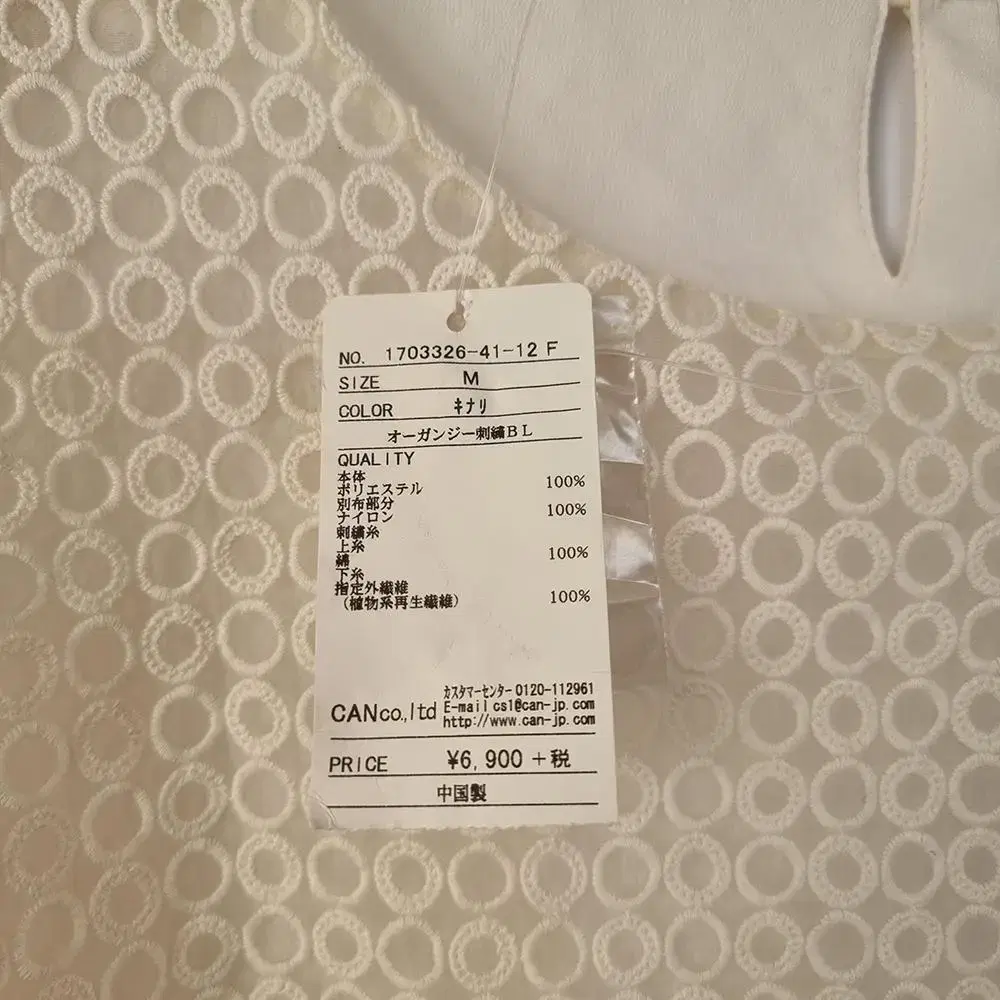 NO. 1703326-41-12 F
SIZE M
COLOR ｷﾅﾘ
オーガンジー刺繍BL
QUALITY
本体
ポリエステル 100%
別布部分
ナイロン 100%
刺繍糸
上糸
綿 100%
下糸
指定外繊維
(植物系再生繊維) 100%
ｶｽﾀﾏｰｾﾝﾀｰ 0120-112961
CANco.,ltd E-mail cs1@can-jp.com
http://www.can-jp.com
PRICE ¥6,900 +税
中国製